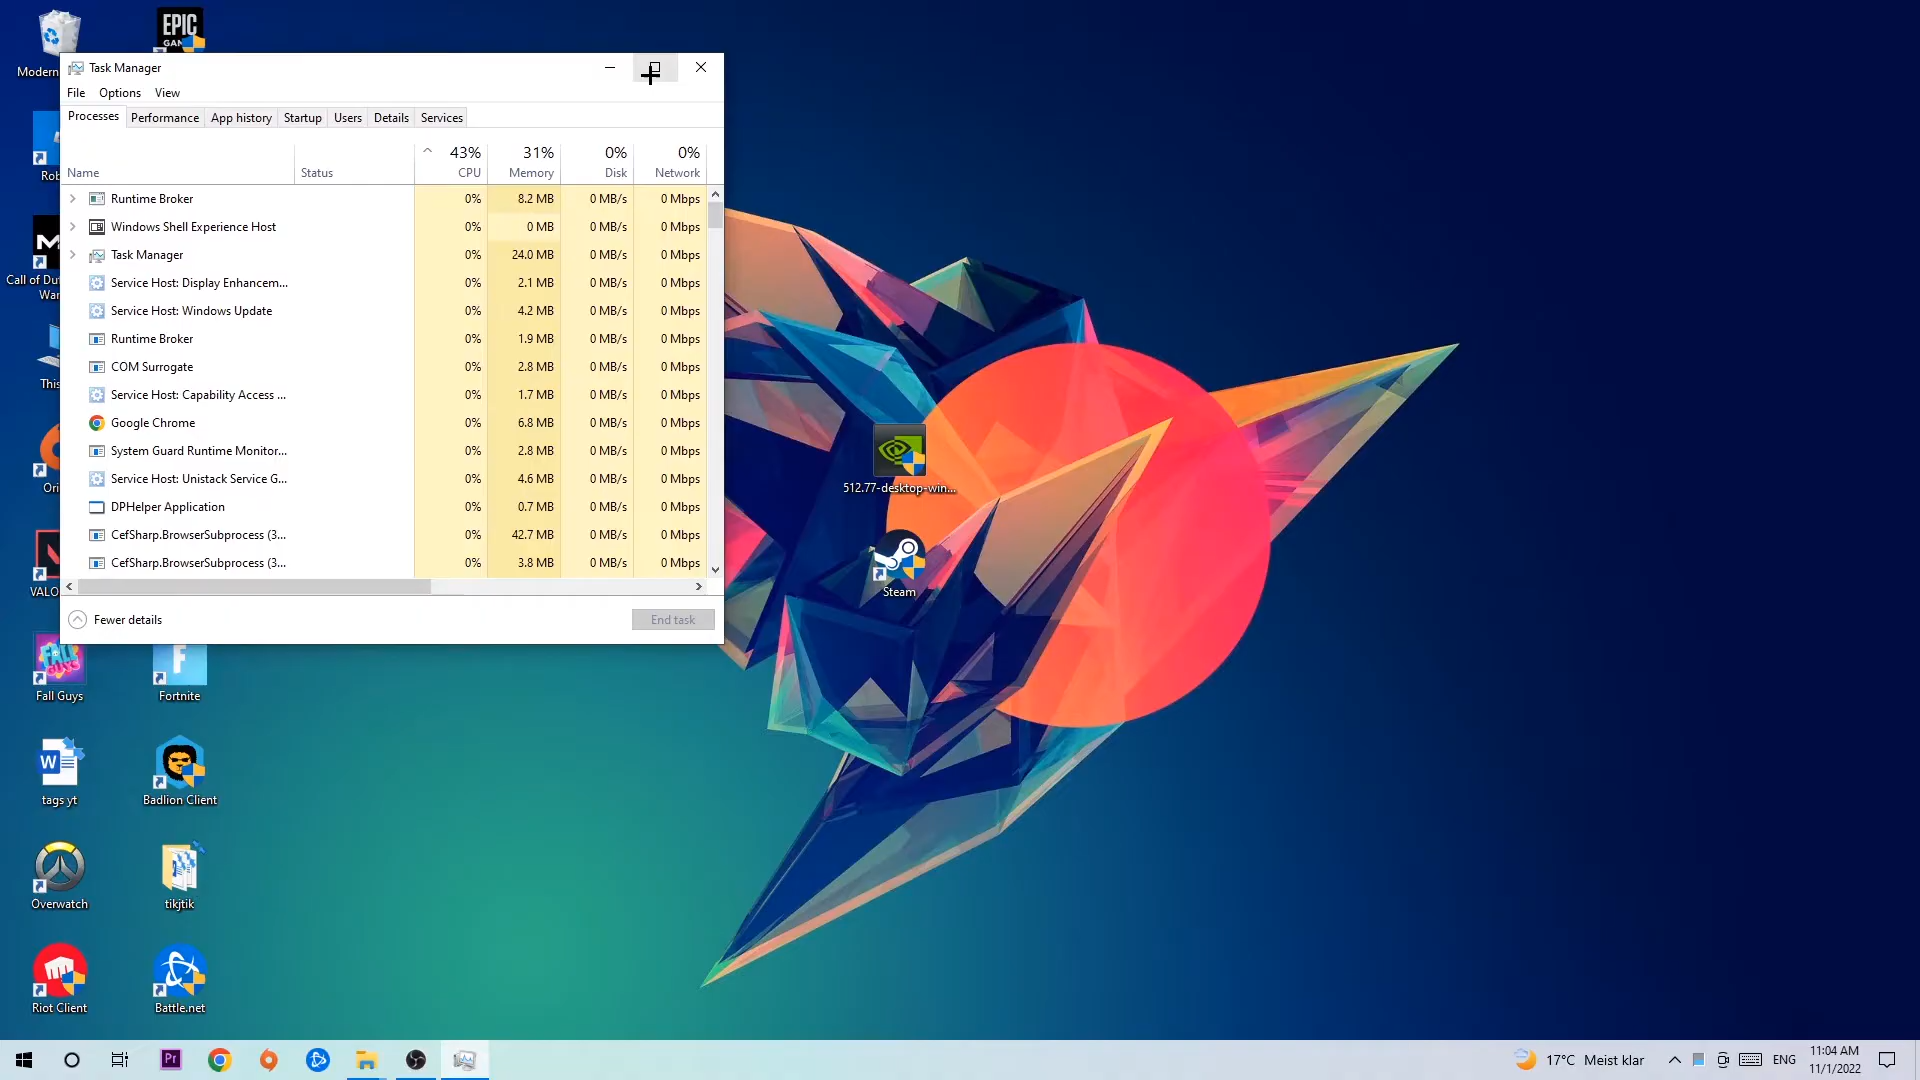 EPIC
GAM
Modern
Task Manager
File Options View
Processes Performance App history Startup Users Details Services
43% 31% 0% 0%
Name Status CPU Memory Disk Network
Runtime Broker 0% 8.2 MB 0 MB/s 0 Mbps
Windows Shell Experience Host 0% 0 MB 0 MB/s 0 Mbps
Task Manager 0% 24.0 MB 0 MB/s 0 Mbps
Service Host: Display Enhancem... 0% 2.1 MB 0 MB/s 0 Mbps
Service Host: Windows Update 0% 4.2 MB 0 MB/s 0 Mbps
Runtime Broker 0% 1.9 MB 0 MB/s 0 Mbps
COM Surrogate 0% 2.8 MB 0 MB/s 0 Mbps
Service Host: Capability Access ... 0% 1.7 MB 0 MB/s 0 Mbps
Google Chrome 0% 6.8 MB 0 MB/s 0 Mbps
System Guard Runtime Monitor... 0% 2.8 MB 0 MB/s 0 Mbps
Service Host: Unistack Service G... 0% 4.6 MB 0 MB/s 0 Mbps
DPHelper Application 0% 0.7 MB 0 MB/s 0 Mbps
CefSharp.BrowserSubprocess (3... 0% 42.7 MB 0 MB/s 0 Mbps
CefSharp.BrowserSubprocess (3... 0% 3.8 MB 0 MB/s 0 Mbps
Fewer details End task
Rob
M
Call of Du
War
This
Ori
VALO
512.77-desktop-win...
Steam
Fall Guys
Fortnite
W
tags yt
Badlion Client
Overwatch
tikjtik
Riot Client
Battle.net
Pr
17°C Meist klar
ENG
11:04 AM
11/1/2022